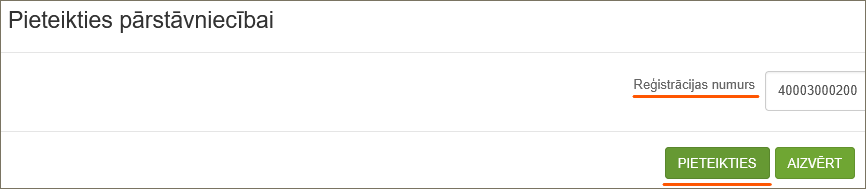 Pieteikties pārstāvniecībai
Reģistrācijas numurs 40003000200
PIETEIKTIES AIZVĒRT